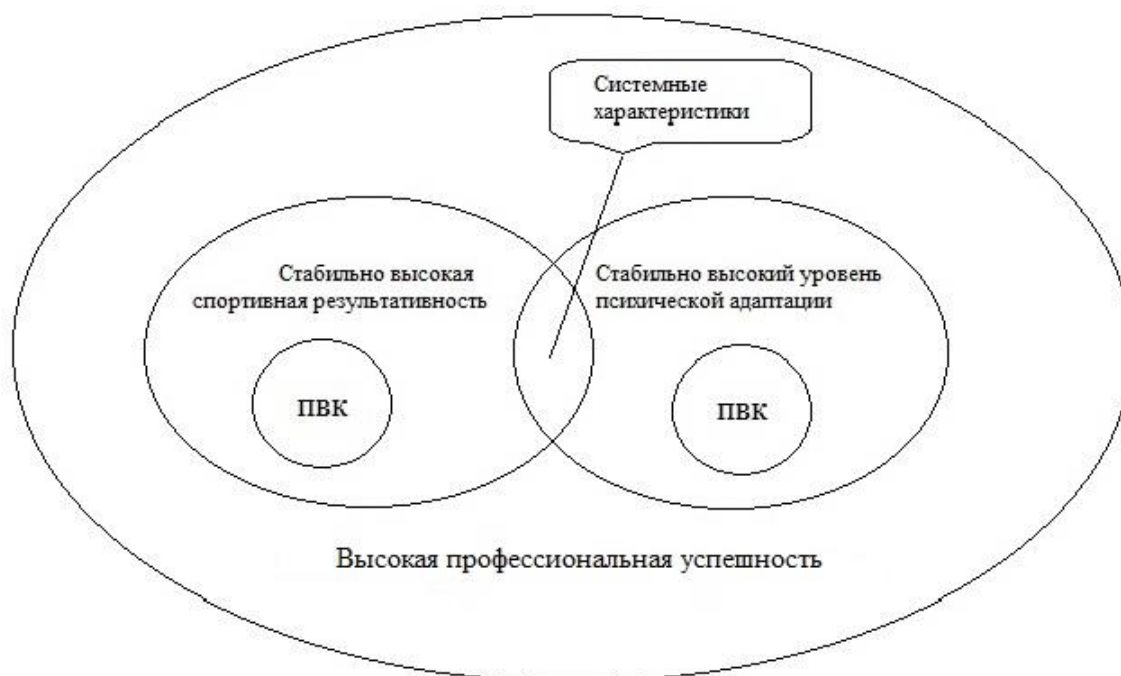 Системные
характеристики
Стабильно высокая
спортивная результативность
Стабильно высокий уровень
психической адаптации
ПВК
ПВК
Высокая профессиональная успешность